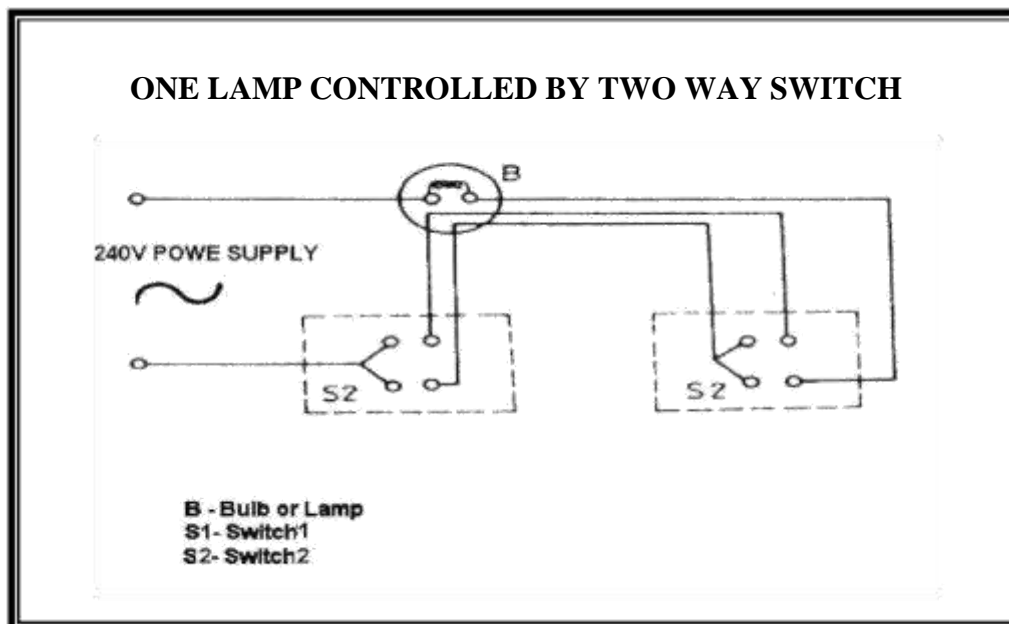 ONE LAMP CONTROLLED BY TWO WAY SWITCH
B
240V POWE SUPPLY
S2
S2
B - Bulb or Lamp
S1- Switch1
S2- Switch2